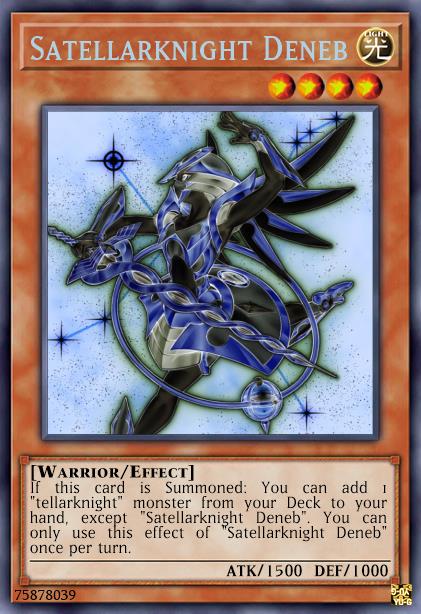 Satellarknight Deneb
LIGHT
光
[Warrior/Effect]
If this card is Summoned: You can add 1
"tellarknight" monster from your Deck to your
hand, except "Satellarknight Deneb". You can
only use this effect of "Satellarknight Deneb"
once per turn.
ATK/1500 DEF/1000
75878039